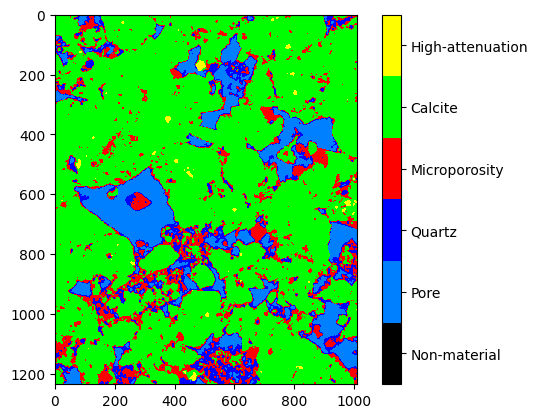 0
200
400
600
800
1000
1200
0 200 400 600 800 1000
High-attenuation
Calcite
Microporosity
Quartz
Pore
Non-material